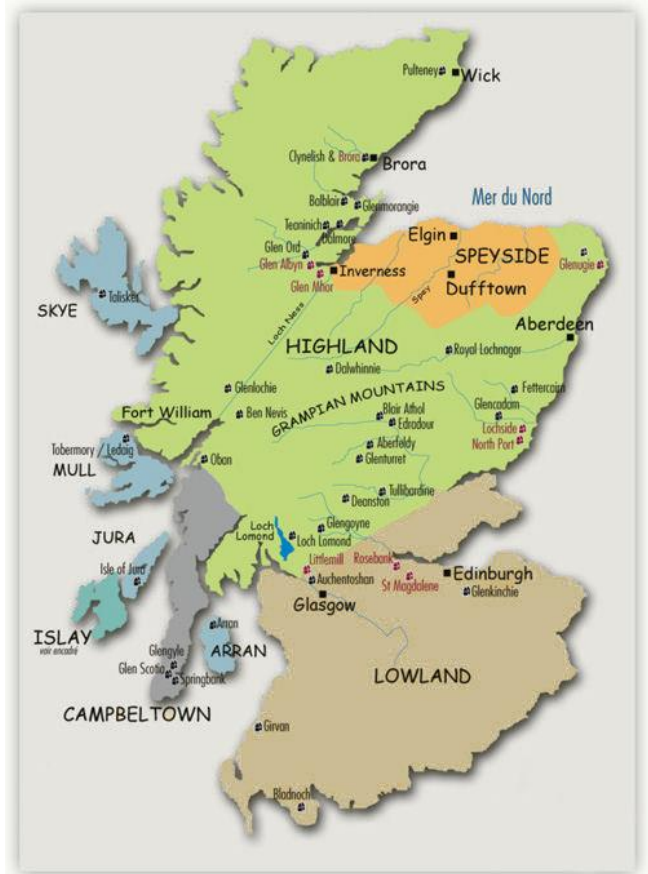 Pulteney
Wick
Clynelish & Brora
Brora
Mer du Nord
Balblair
Glenmorangie
Teaninich
Dalmore
Elgin
SPEYSIDE
Glen Ord
Glen Albyn
Inverness
Glen Mhor
Glenugie
Spey
Dufftown
SKYE
Talisker
Loch Ness
Aberdeen
HIGHLAND
Royal Lochnagar
Dalwhinnie
Glenlochie
GRAMPIAN MOUNTAINS
Fettercairn
Fort William
Ben Nevis
Blair Athol
Edradour
Glencadam
Lochside
North Port
Tobermory / Ledaig
MULL
Oban
Aberfeldy
Glenturret
Tullibardine
Deanston
JURA
Loch
Lomond
Glengoyne
Loch Lomond
Isle of Jura
Littlemill
Rosebank
Edinburgh
Auchentoshan
St Magdalene
Glenkinchie
Glasgow
ISLAY
voir encadré
Arran
ARRAN
Glengyle
Glen Scotia
Springbank
LOWLAND
CAMPBELTOWN
Girvan
Bladnoch